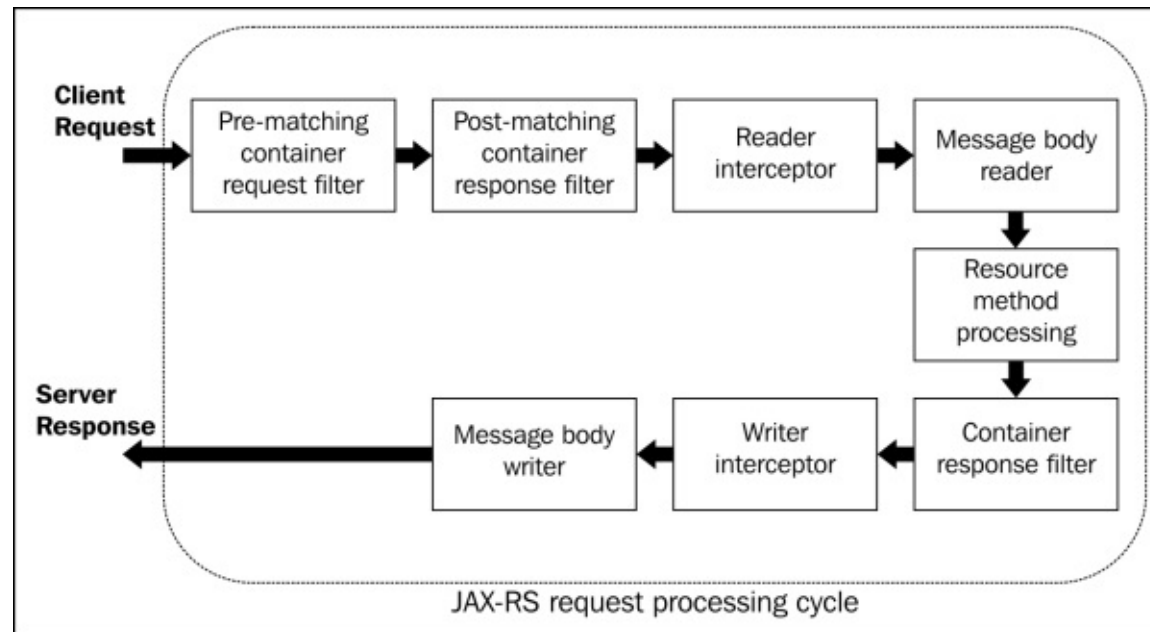 Client
Request
Pre-matching
container
request filter
Post-matching
container
response filter
Reader
interceptor
Message body
reader
Resource
method
processing
Server
Response
Message body
writer
Writer
interceptor
Container
response filter
JAX-RS request processing cycle